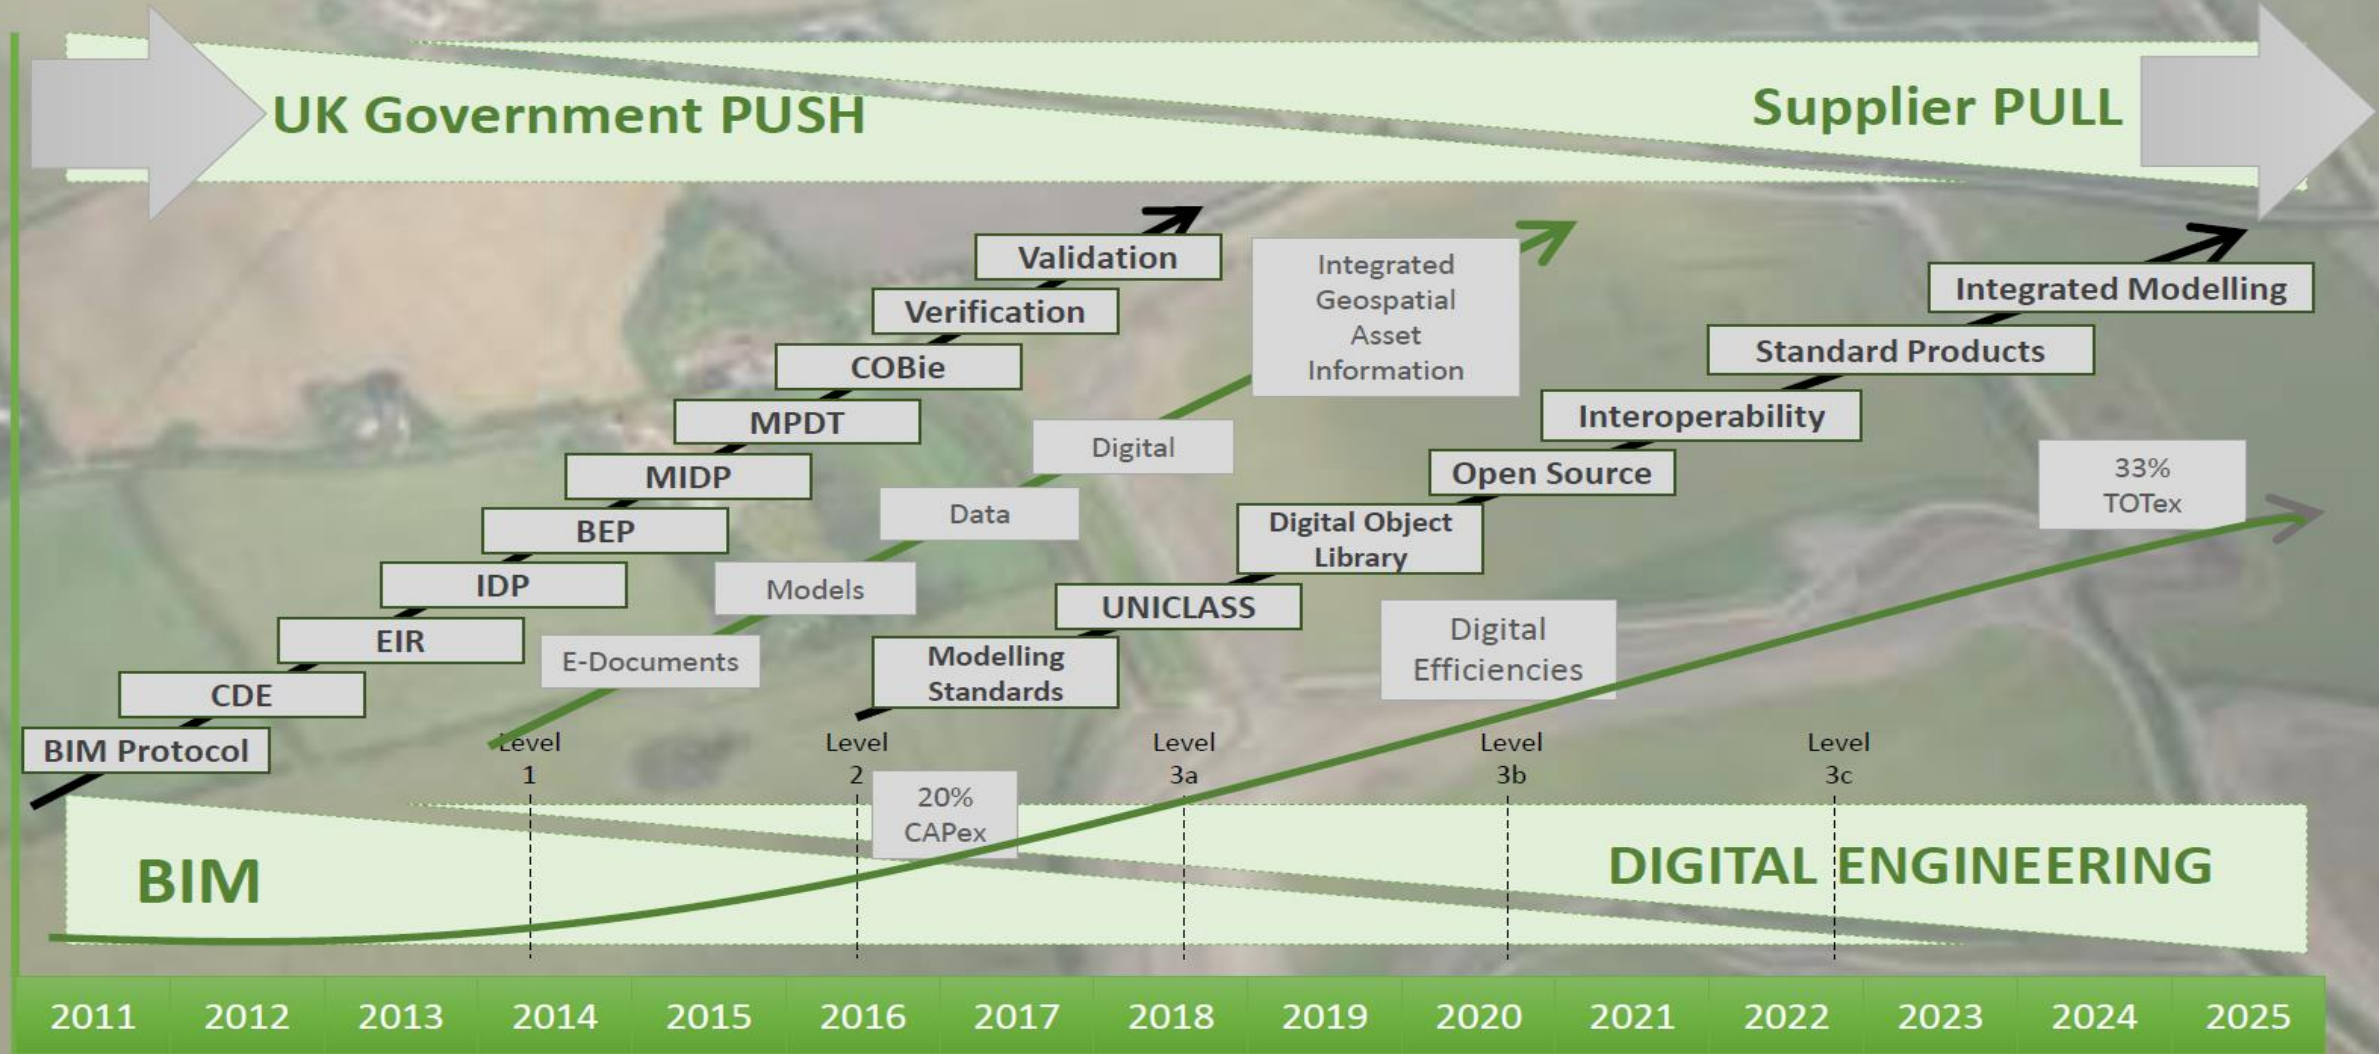 UK Government PUSH
Supplier PULL
Validation
Verification
COBie
MPDT
MIDP
BEP
IDP
EIR
CDE
BIM Protocol
Integrated
Geospatial
Asset
Information
Digital
Data
Models
E-Documents
Integrated Modelling
Standard Products
Interoperability
Open Source
Digital Object
Library
UNICLASS
Modelling
Standards
33%
TOTex
Digital
Efficiencies
20%
CAPex
Level
1
Level
2
Level
3a
Level
3b
Level
3c
BIM
DIGITAL ENGINEERING
2011 2012 2013 2014 2015 2016 2017 2018 2019 2020 2021 2022 2023 2024 2025